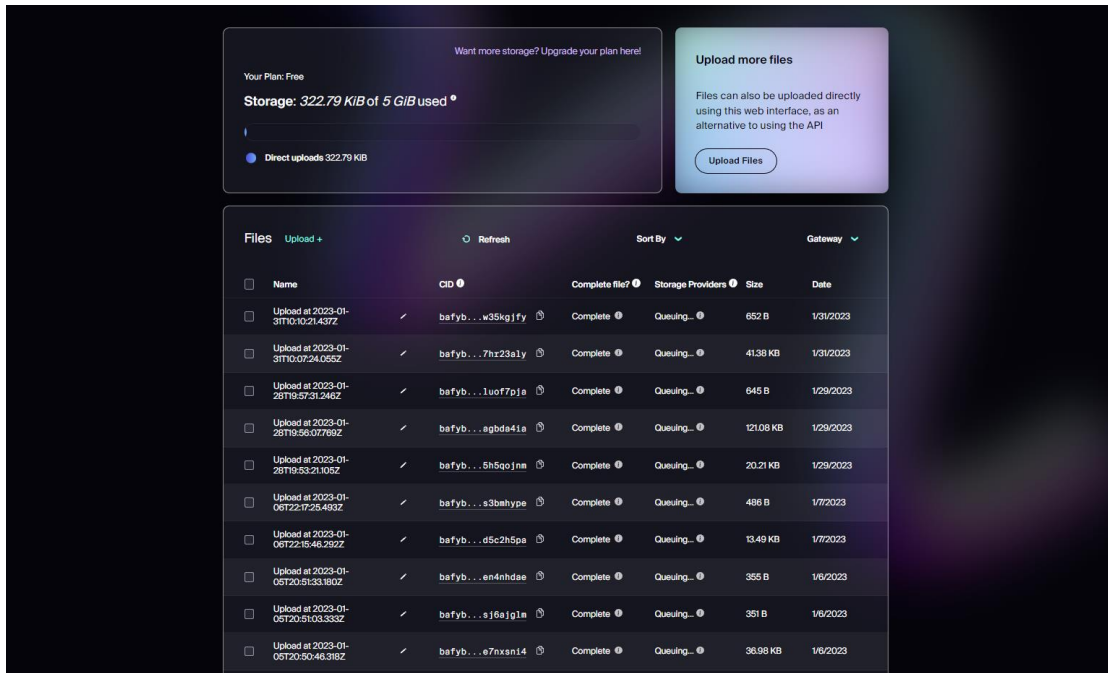 Want more storage? Upgrade your plan here!
Your Plan: Free
Storage: 322.79 KiB of 5 GiB used
Direct uploads 322.79 KiB
Upload more files
Files can also be uploaded directly
using this web interface, as an
alternative to using the API
Upload Files
Files Upload + Refresh Sort By Gateway
Name CID Complete file? Storage Providers Size Date
Upload at 2023-01-
31T10:10:21.437Z bafyb...w35kgjfy Complete Queuing... 652 B 1/31/2023
Upload at 2023-01-
31T10:07:24.055Z bafyb...7hr23aly Complete Queuing... 41.38 KB 1/31/2023
Upload at 2023-01-
28T19:57:31.246Z bafyb...luof7pja Complete Queuing... 645 B 1/29/2023
Upload at 2023-01-
28T19:56:07.769Z bafyb...agbda4ia Complete Queuing... 121.08 KB 1/29/2023
Upload at 2023-01-
28T19:53:21.105Z bafyb...5h5qojnm Complete Queuing... 20.21 KB 1/29/2023
Upload at 2023-01-
06T22:17:25.493Z bafyb...s3bmhype Complete Queuing... 486 B 1/7/2023
Upload at 2023-01-
06T22:15:46.292Z bafyb...d5c2h5pa Complete Queuing... 13.49 KB 1/7/2023
Upload at 2023-01-
05T20:51:33.180Z bafyb...en4nhdae Complete Queuing... 355 B 1/6/2023
Upload at 2023-01-
05T20:51:03.333Z bafyb...sj6ajglm Complete Queuing... 351 B 1/6/2023
Upload at 2023-01-
05T20:50:46.318Z bafyb...e7nxsni4 Complete Queuing... 36.98 KB 1/6/2023